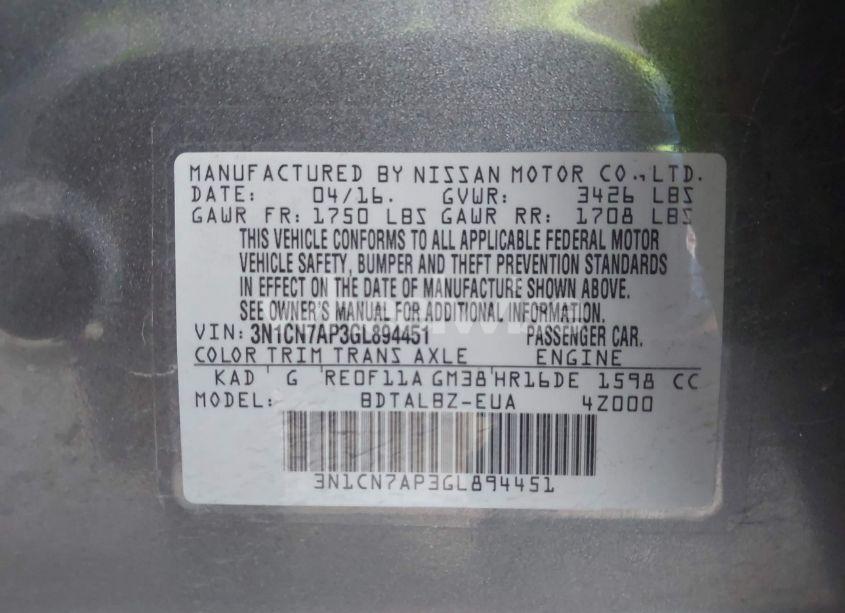 MANUFACTURED BY NISSAN MOTOR CO., LTD.
DATE: 04/16. GVWR: 3426 LBS
GAWR FR: 1750 LBS GAWR RR: 1708 LBS
THIS VEHICLE CONFORMS TO ALL APPLICABLE FEDERAL MOTOR
VEHICLE SAFETY, BUMPER AND THEFT PREVENTION STANDARDS
IN EFFECT ON THE DATE OF MANUFACTURE SHOWN ABOVE.
SEE OWNER'S MANUAL FOR ADDITIONAL INFORMATION.
VIN: 3N1CN7AP3GL894451 PASSENGER CAR.
COLOR TRIM TRANS AXLE ENGINE
KAD G RE0F11A GM38 HR16DE 1598 CC
MODEL: BDTALBZ-EUA 4Z000
3N1CN7AP3GL894451